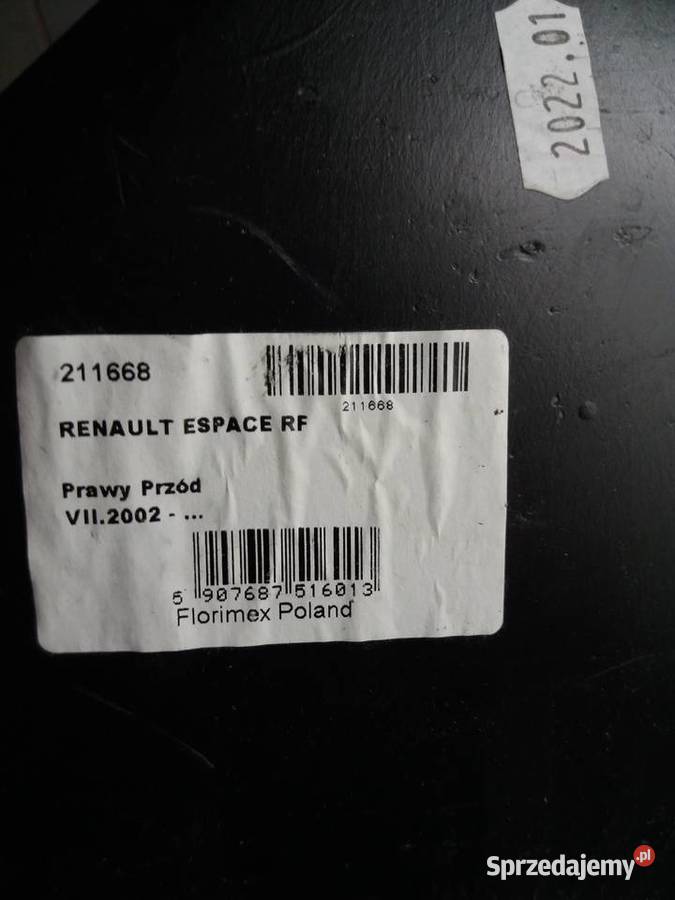 2022.01
211668
211668
RENAULT ESPACE RF
Prawy Przód
VII.2002 - ...
5 907687 516013
Florimex Poland
Sprzedajemy.pl